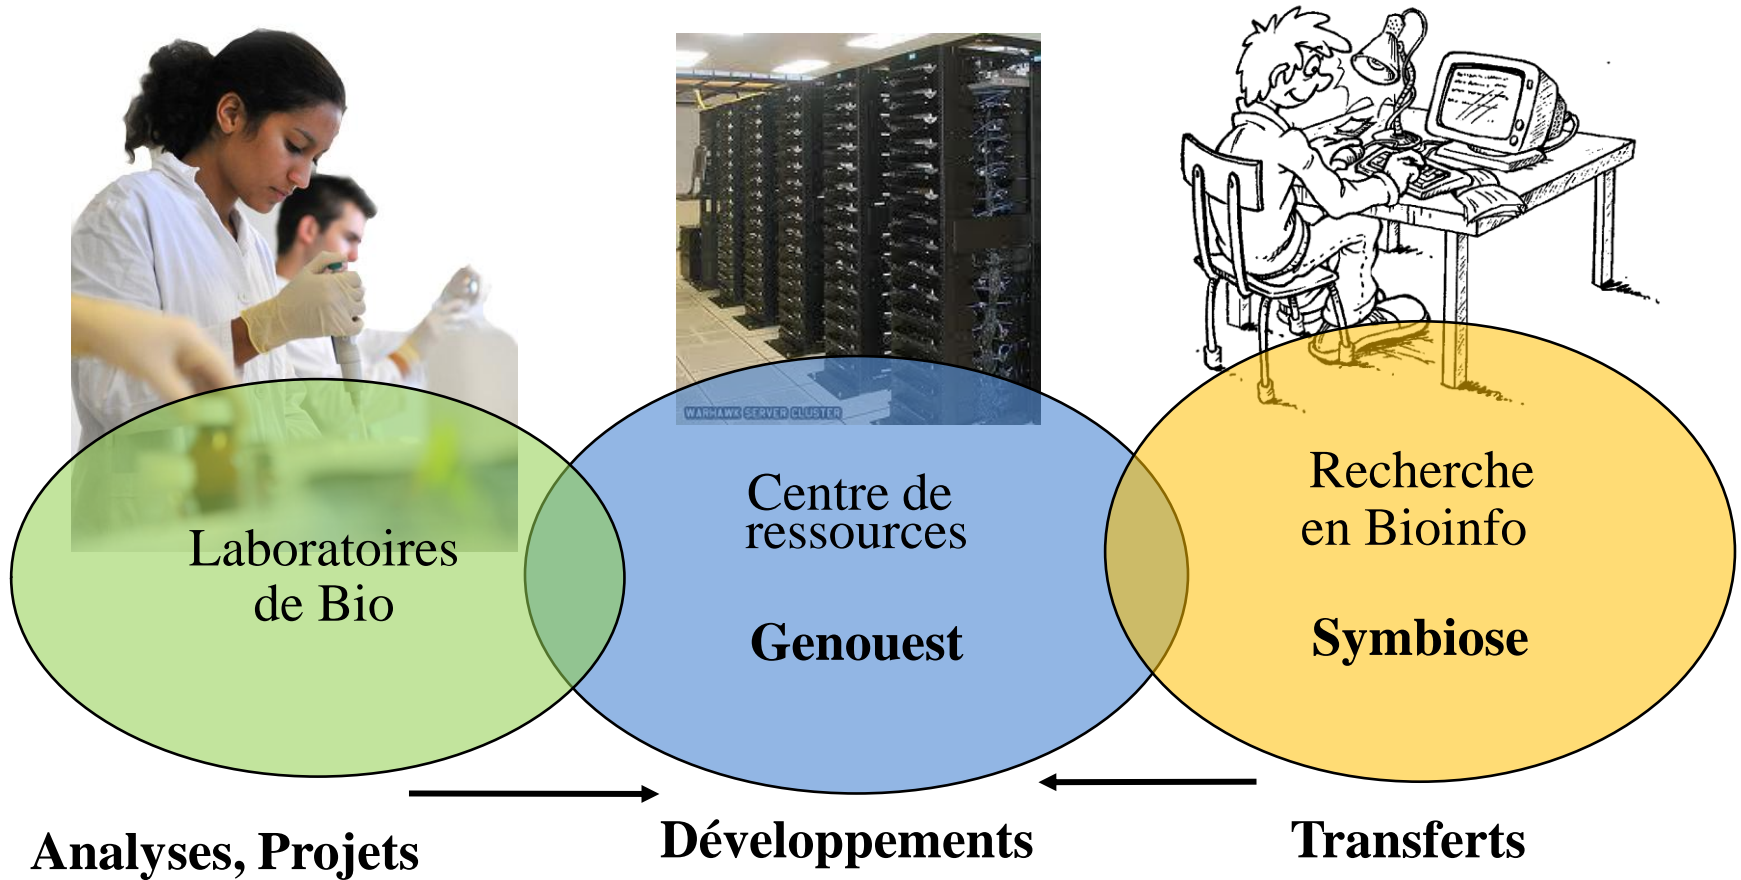 WARHAWK SERVER CLUSTER
Laboratoires
de Bio
Centre de
ressources
Genouest
Recherche
en Bioinfo
Symbiose
Analyses, Projets
Développements
Transferts